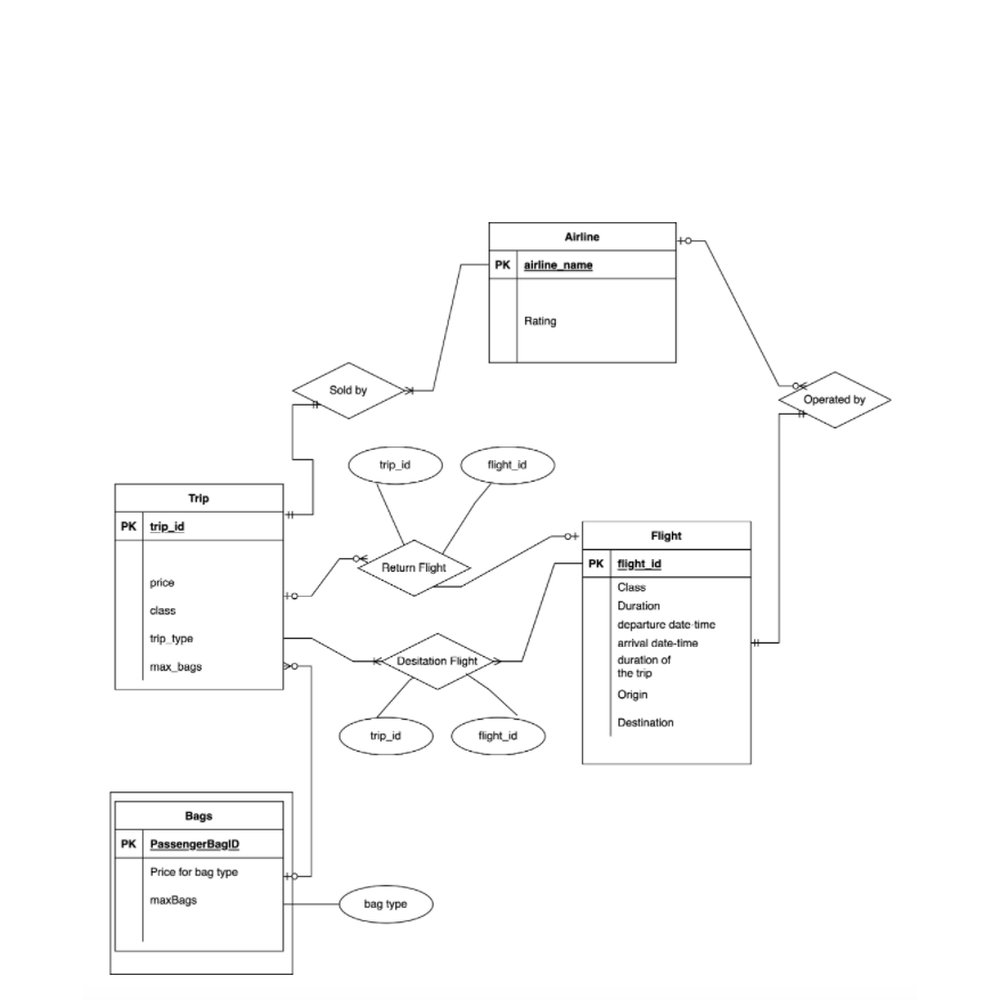 Airline
PK airline_name
Rating
Sold by
Operated by
trip_id
flight_id
Trip
PK trip_id
price
class
trip_type
max_bags
Return Flight
Desitation Flight
Flight
PK flight_id
Class
Duration
departure date-time
arrival date-time
duration of
the trip
Origin
Destination
trip_id
flight_id
Bags
PK PassengerBagID
Price for bag type
maxBags
bag type